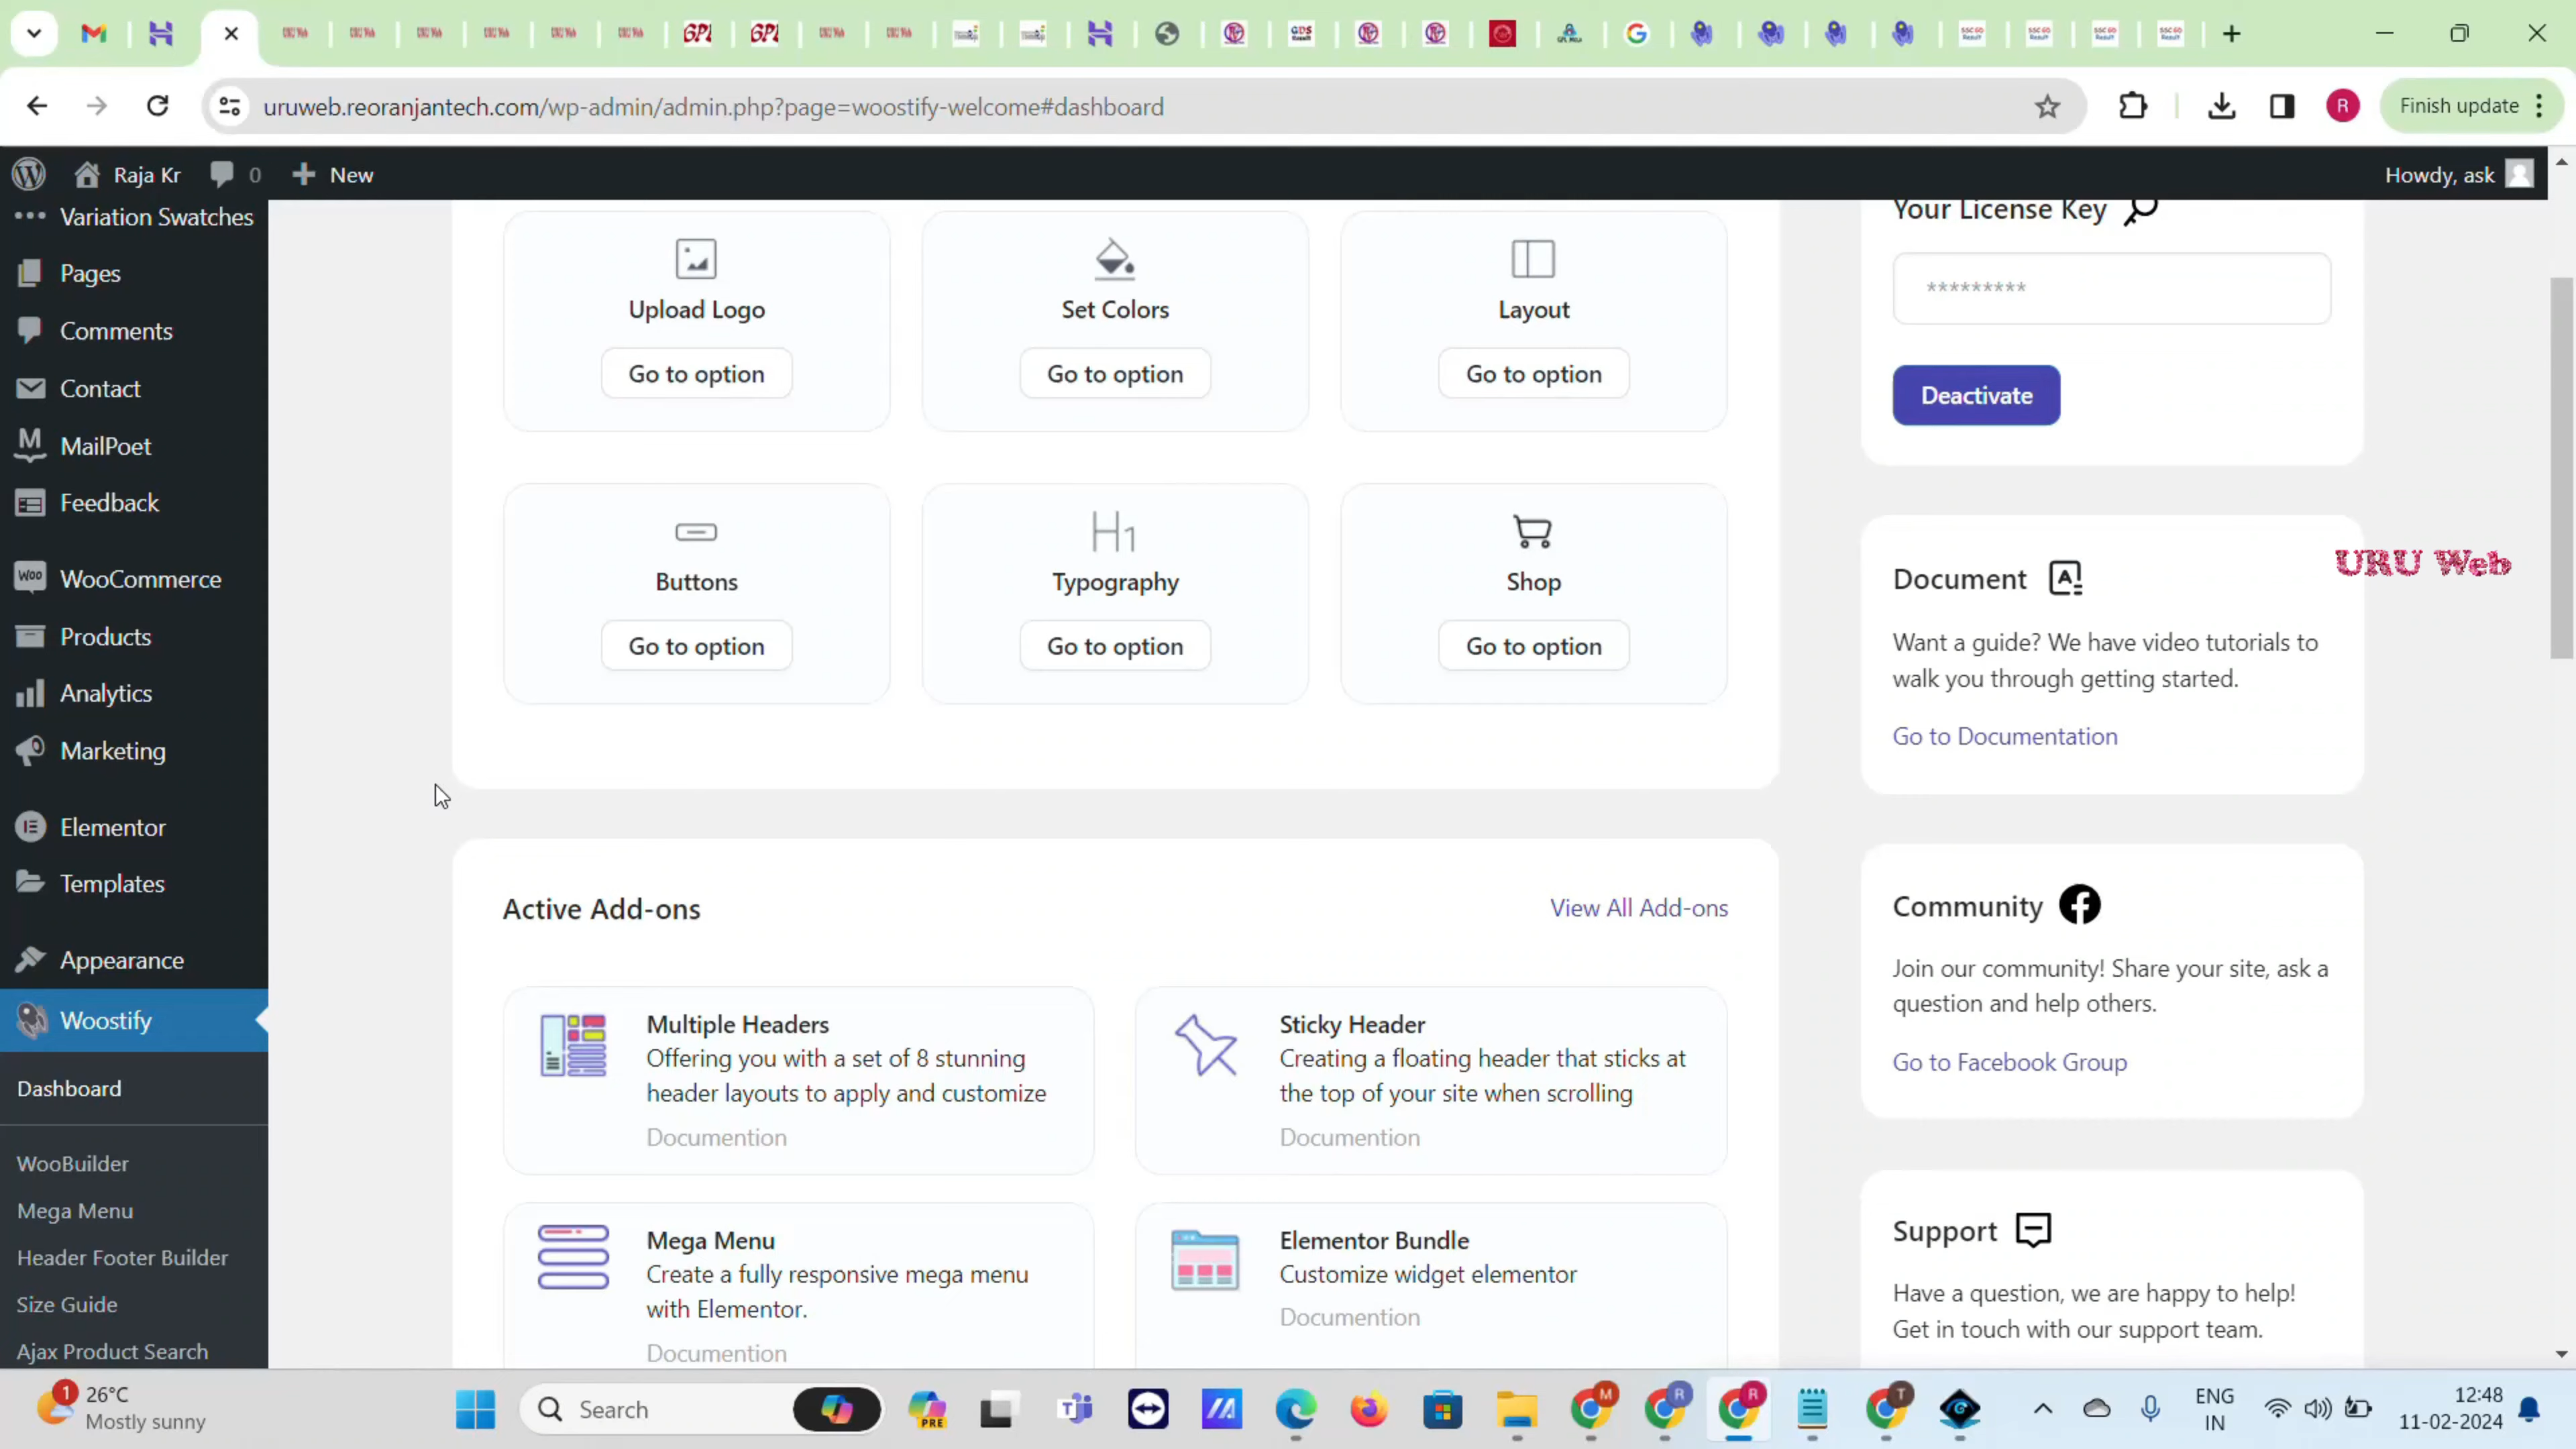 uruweb.reoranjantech.com/wp-admin/admin.php?page=woostify-welcome#dashboard
R
Finish update
Raja Kr
0
New
Howdy, ask
Variation Swatches
Pages
Comments
Contact
MailPoet
Feedback
WooCommerce
Products
Analytics
Marketing
Elementor
Templates
Appearance
Woostify
Dashboard
WooBuilder
Mega Menu
Header Footer Builder
Size Guide
Ajax Product Search
Upload Logo
Go to option
Set Colors
Go to option
Layout
Go to option
Buttons
Go to option
H1
Typography
Go to option
Shop
Go to option
Active Add-ons
View All Add-ons
Multiple Headers
Offering you with a set of 8 stunning
header layouts to apply and customize
Documention
Sticky Header
Creating a floating header that sticks at
the top of your site when scrolling
Documention
Mega Menu
Create a fully responsive mega menu
with Elementor.
Documention
Elementor Bundle
Customize widget elementor
Documention
Your License Key
*********
Deactivate
Document
Want a guide? We have video tutorials to
walk you through getting started.
Go to Documentation
URU Web
Community
Join our community! Share your site, ask a
question and help others.
Go to Facebook Group
Support
Have a question, we are happy to help!
Get in touch with our support team.
1
26°C
Mostly sunny
Search
PRE
M
R
R
T
ENG
IN
12:48
11-02-2024